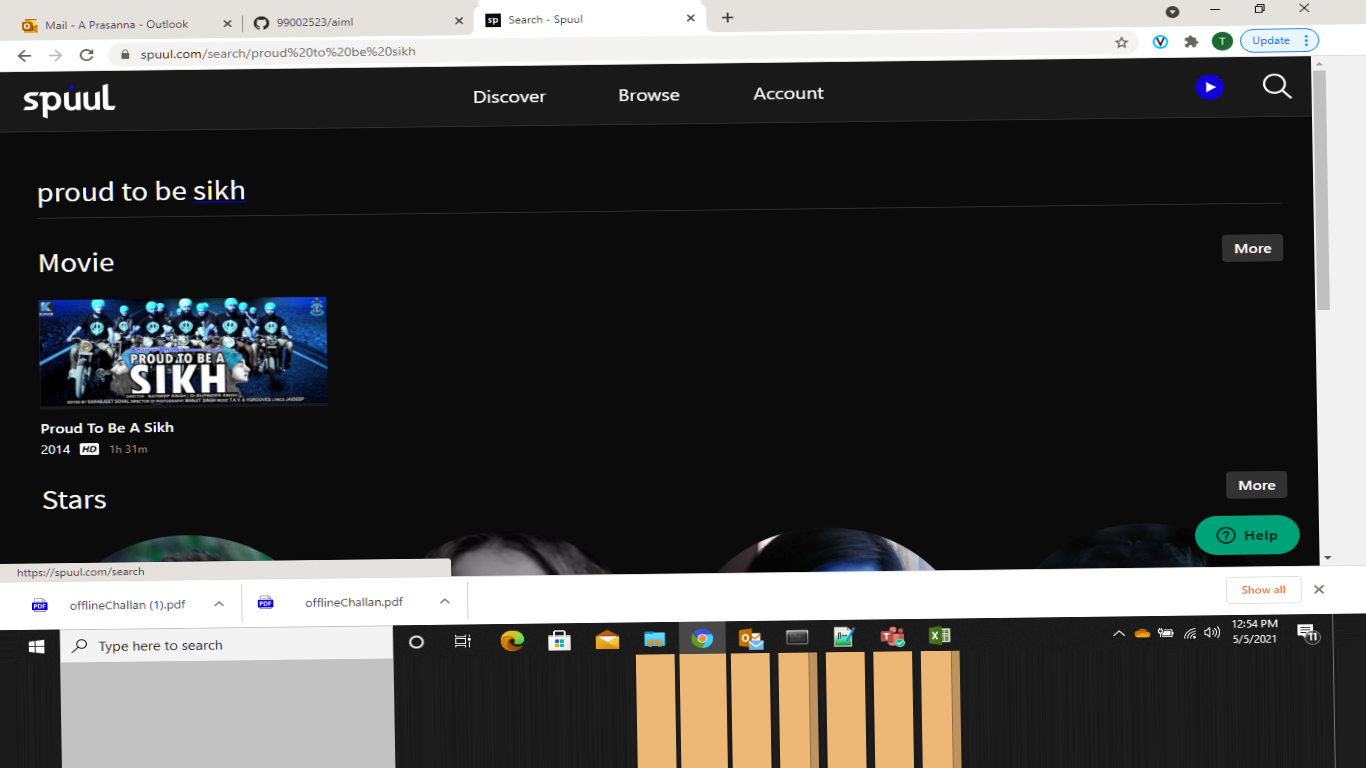 Mail - A Prasanna - Outlook
99002523/aiml
sp Search - Spuul
spuul.com/search/proud%20to%20be%20sikh
T
Update
spuul
Discover Browse Account
proud to be sikh
Movie
More
PROUD TO BE A
SIKH
Proud To Be A Sikh
2014 HD 1h 31m
Stars
More
Help
https://spuul.com/search
PDF offlineChallan (1).pdf
PDF offlineChallan.pdf
Show all
Type here to search
12:54 PM
5/5/2021
11